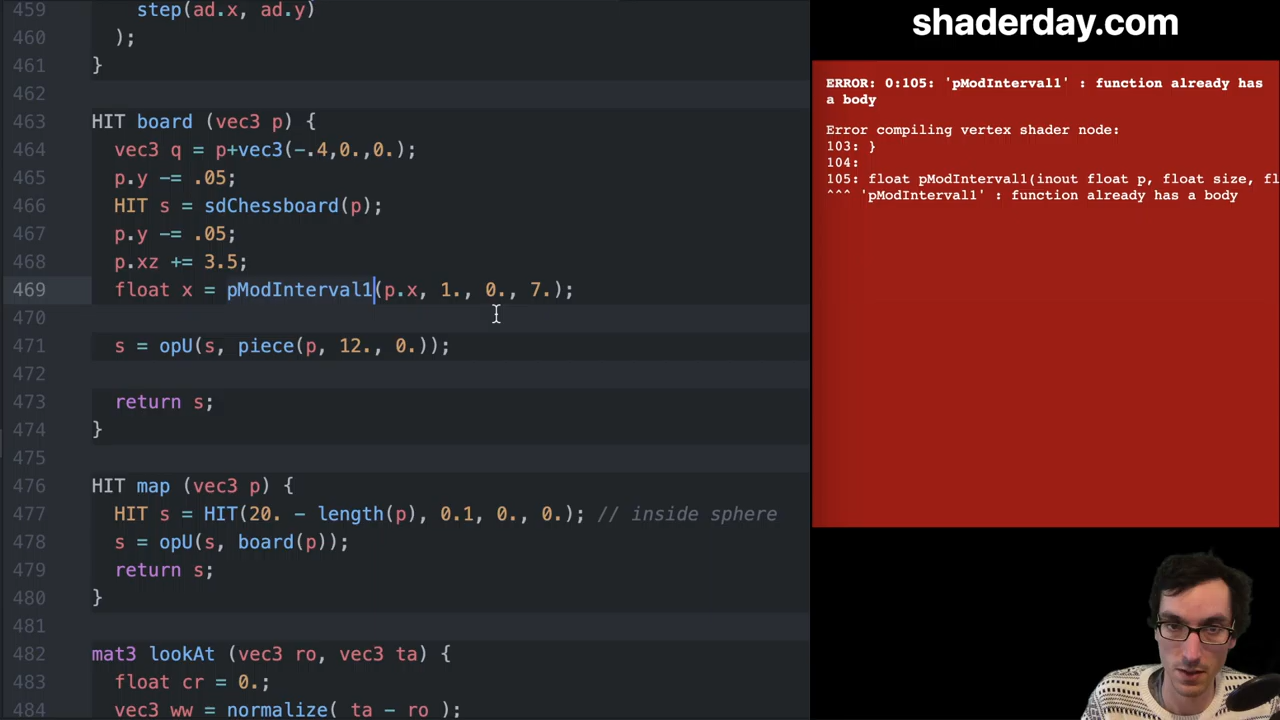 459 step(ad.x, ad.y)
460 );
461 }
462
463 HIT board (vec3 p) {
464 vec3 q = p+vec3(-.4,0.,0.);
465 p.y -= .05;
466 HIT s = sdChessboard(p);
467 p.y -= .05;
468 p.xz += 3.5;
469 float x = pModInterval1(p.x, 1., 0., 7.);
470
471 s = opU(s, piece(p, 12., 0.));
472
473 return s;
474 }
475
476 HIT map (vec3 p) {
477 HIT s = HIT(20. - length(p), 0.1, 0., 0.); // inside sphere
478 s = opU(s, board(p));
479 return s;
480 }
481
482 mat3 lookAt (vec3 ro, vec3 ta) {
483 float cr = 0.;
484 vec3 ww = normalize( ta - ro );
shaderday.com
ERROR: 0:105: 'pModInterval1' : function already has
a body
Error compiling vertex shader node:
103: }
104:
105: float pModInterval1(inout float p, float size, fl
^^^ 'pModInterval1' : function already has a body